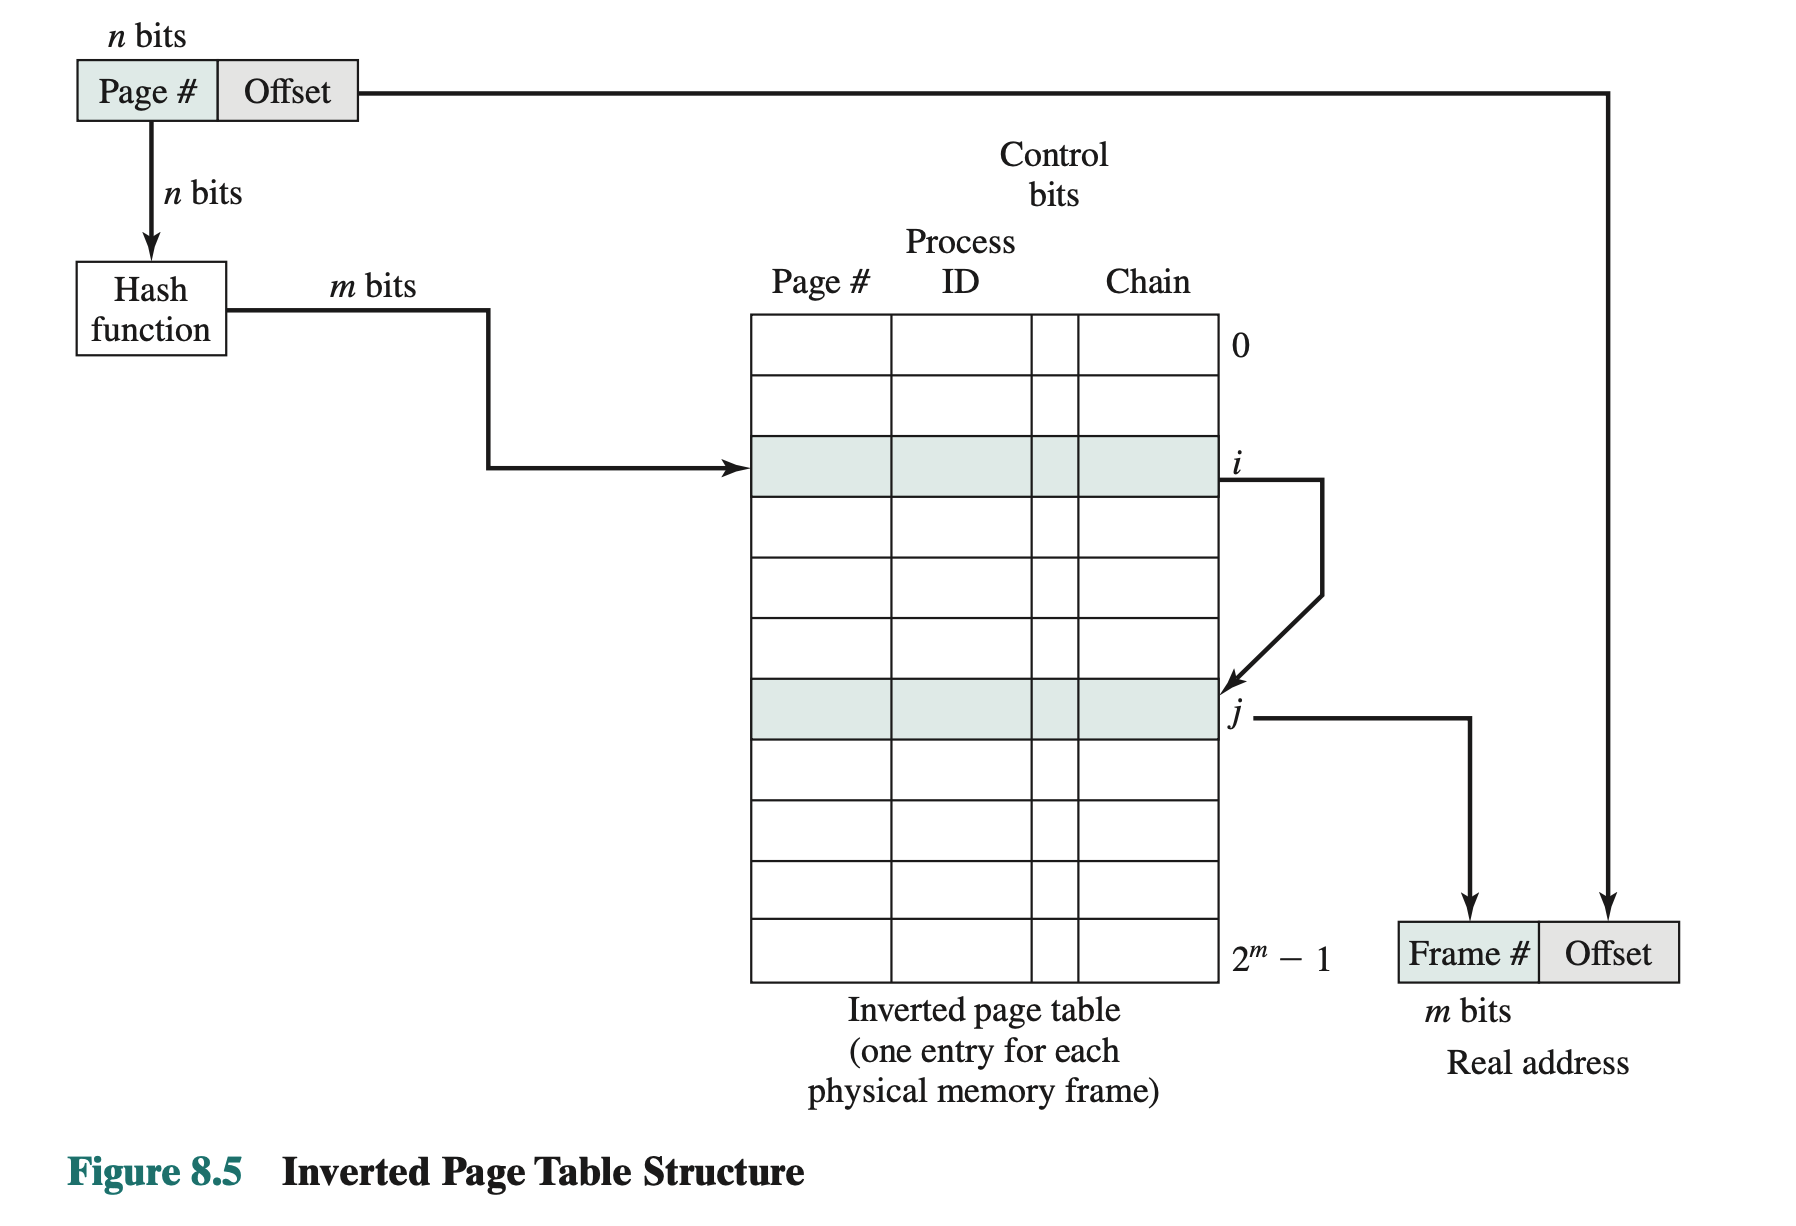 n bits
Page # Offset
n bits
Hash
function
m bits
Control
bits
Process
Page # ID Chain
0
i
j
2^m − 1
Frame # Offset
m bits
Real address
Inverted page table
(one entry for each
physical memory frame)
Figure 8.5 Inverted Page Table Structure